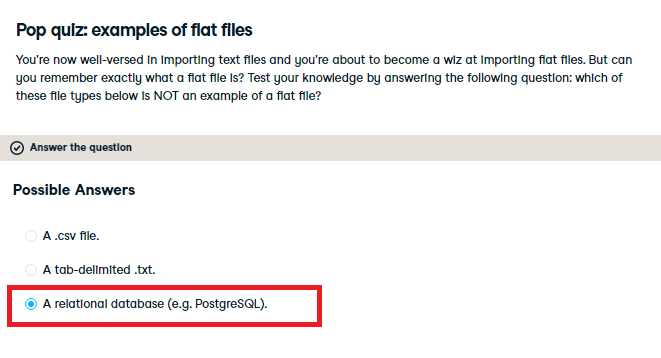 Pop quiz: examples of flat files
You're now well-versed in importing text files and you're about to become a wiz at importing flat files. But can
you remember exactly what a flat file is? Test your knowledge by answering the following question: which of
these file types below is NOT an example of a flat file?
Answer the question
Possible Answers
A .csv file.
A tab-delimited .txt.
A relational database (e.g. PostgreSQL).